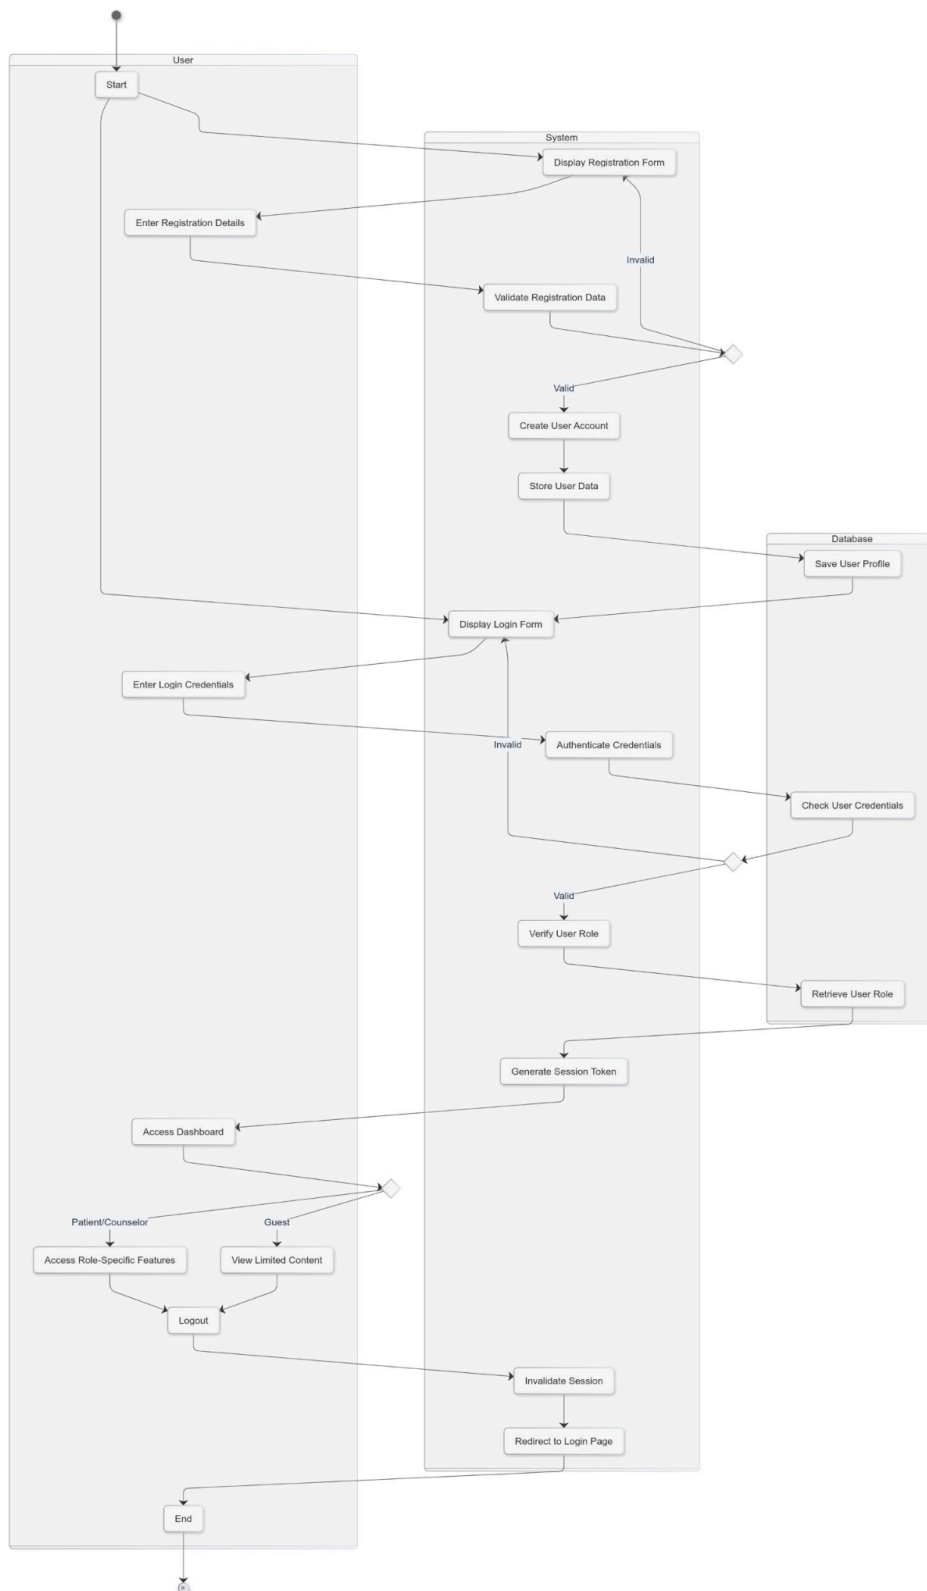 User
Start
System
Display Registration Form
Enter Registration Details
Invalid
Validate Registration Data
Valid
Create User Account
Store User Data
Database
Save User Profile
Display Login Form
Enter Login Credentials
Invalid
Authenticate Credentials
Check User Credentials
Valid
Verify User Role
Retrieve User Role
Generate Session Token
Access Dashboard
Patient/Counselor
Guest
Access Role-Specific Features
View Limited Content
Logout
Invalidate Session
Redirect to Login Page
End